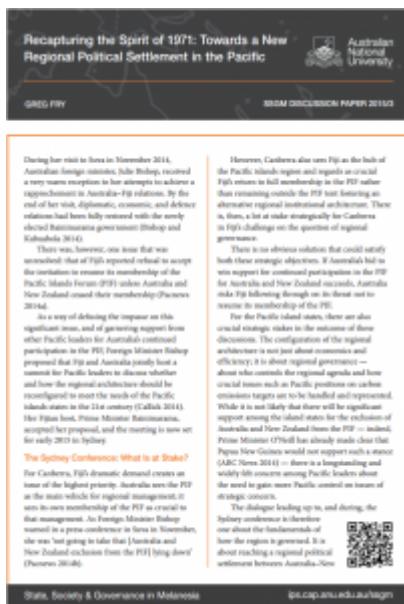 Recapturing the Spirit of 1971: Towards a New
Regional Political Settlement in the Pacific
Australian
National
University
GREG FRY
SSGM DISCUSSION PAPER 2015/3
During her visit to Suva in November 2014,
Australian foreign minister, Julie Bishop, received
a very warm reception to her attempts to achieve a
rapprochement in Australia–Fiji relations. By the
end of her visit, diplomatic, economic, and defence
relations had been fully restored with the newly
elected Bainimarama government (Bishop and
Kubuabola 2014).
There was, however, one issue that was
unresolved: that of Fiji's reported refusal to accept
the invitation to resume its membership of the
Pacific Islands Forum (PIF) unless Australia and
New Zealand ceased their membership (Pacnews
2014a).
As a way of defusing the impasse on this
significant issue, and of garnering support from
other Pacific leaders for Australia's continued
participation in the PIF, Foreign Minister Bishop
proposed that Fiji and Australia jointly host a
summit for Pacific leaders to discuss whether
and how the regional architecture should be
reconfigured to meet the needs of the Pacific
islands states in the 21st century (Callick 2014).
Her Fijian host, Prime Minister Bainimarama,
accepted her proposal, and the meeting is now set
for early 2015 in Sydney.
The Sydney Conference: What is at Stake?
For Canberra, Fiji's dramatic demand creates an
issue of the highest priority. Australia sees the PIF
as the main vehicle for regional management; it
sees its own membership of the PIF as crucial to
that management. As Foreign Minister Bishop
warned in a press conference in Suva in November,
she was 'not going to take that [Australia and
New Zealand exclusion from the PIF] lying down'
(Pacnews 2014b).
However, Canberra also sees Fiji as the hub of
the Pacific islands region and regards as crucial
Fiji's return to full membership in the PIF rather
than remaining outside the PIF tent fostering an
alternative regional institutional architecture. There
is, then, a lot at stake strategically for Canberra
in Fiji's challenge on the question of regional
governance.
There is no obvious solution that could satisfy
both these strategic objectives. If Australia's bid to
win support for continued participation in the PIF
for Australia and New Zealand succeeds, Australia
risks Fiji following through on its threat not to
resume its membership of the PIF.
For the Pacific island states, there are also
crucial strategic stakes in the outcome of these
discussions. The configuration of the regional
architecture is not just about economics and
efficiency; it is about regional governance —
about who controls the regional agenda and how
crucial issues such as Pacific positions on carbon
emissions targets are to be handled and represented.
While it is not likely that there will be significant
support among the island states for the exclusion of
Australia and New Zealand from the PIF — indeed,
Prime Minister O'Neill has already made clear that
Papua New Guinea would not support such a stance
(ABC News 2014) — there is a longstanding and
widely felt concern among Pacific leaders about
the need to gain more Pacific control on issues of
strategic concern.
The dialogue leading up to, and during, the
Sydney conference is therefore
one about the fundamentals of
how the region is governed. It is
about reaching a regional political
settlement between Australia–New
State, Society & Governance in Melanesia
ips.cap.anu.edu.au/ssgm